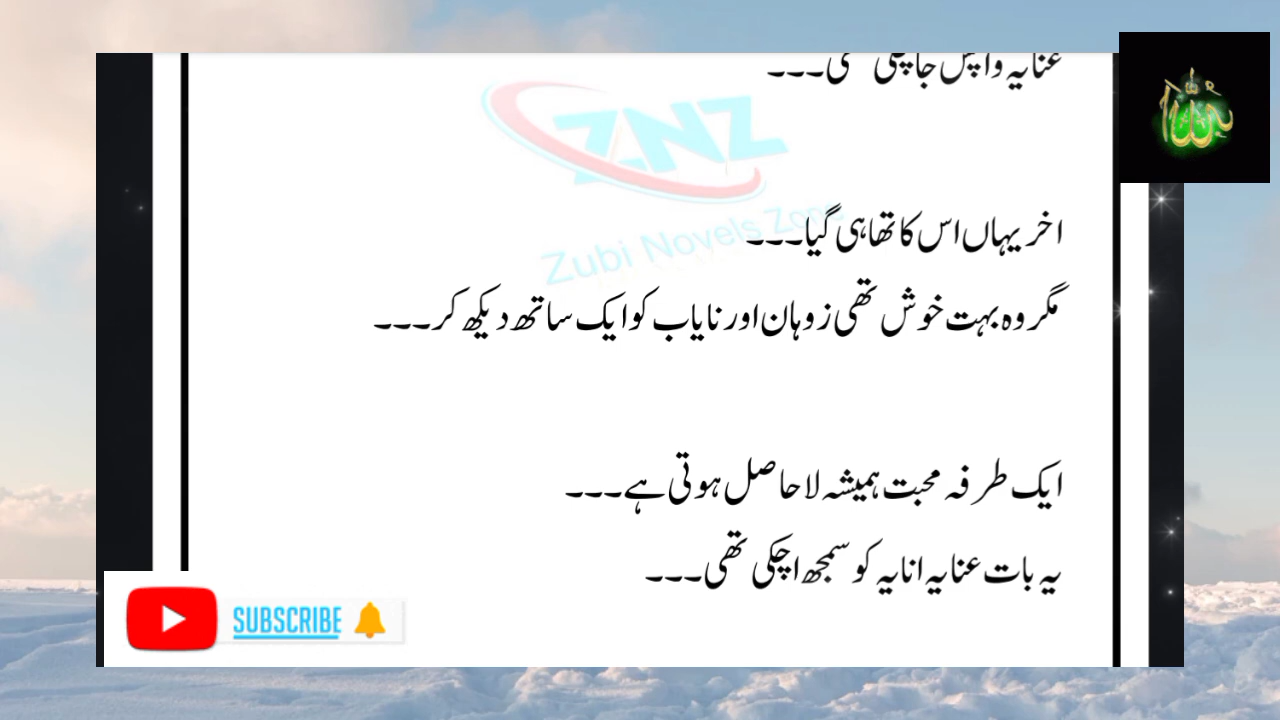 عنایہ واپس جا چکی تھی۔۔۔
ZNZ
Zubi Novels Zone
اخر یہاں اس کا تھا ہی گیا۔۔۔
مگر وہ بہت خوش تھی زوہان اور نایاب کو ایک ساتھ دیکھ کر۔۔۔
ایک طرفہ محبت ہمیشہ لاحاصل ہوتی ہے۔۔۔
یہ بات عنایہ انایہ کو سمجھ اچکی تھی۔۔۔
SUBSCRIBE